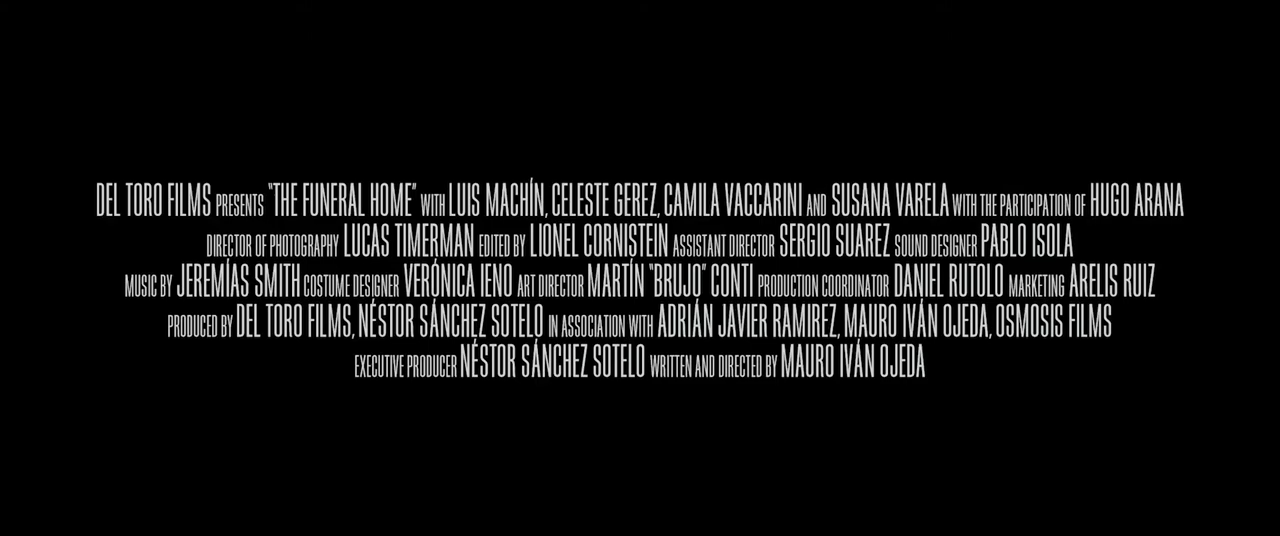 DEL TORO FILMS PRESENTS "THE FUNERAL HOME" WITH LUIS MACHÍN, CELESTE GEREZ, CAMILA VACCARINI AND SUSANA VARELA WITH THE PARTICIPATION OF HUGO ARANA
DIRECTOR OF PHOTOGRAPHY LUCAS TIMERMAN EDITED BY LIONEL CORNISTEIN ASSISTANT DIRECTOR SERGIO SUAREZ SOUND DESIGNER PABLO ISOLA
MUSIC BY JEREMÍAS SMITH COSTUME DESIGNER VERÓNICA IENO ART DIRECTOR MARTÍN "BRUJO" CONTI PRODUCTION COORDINATOR DANIEL RUTOLO MARKETING ARELIS RUIZ
PRODUCED BY DEL TORO FILMS, NÉSTOR SÁNCHEZ SOTELO IN ASSOCIATION WITH ADRIÁN JAVIER RAMIREZ, MAURO IVÁN OJEDA, OSMOSIS FILMS
EXECUTIVE PRODUCER NÉSTOR SÁNCHEZ SOTELO WRITTEN AND DIRECTED BY MAURO IVÁN OJEDA